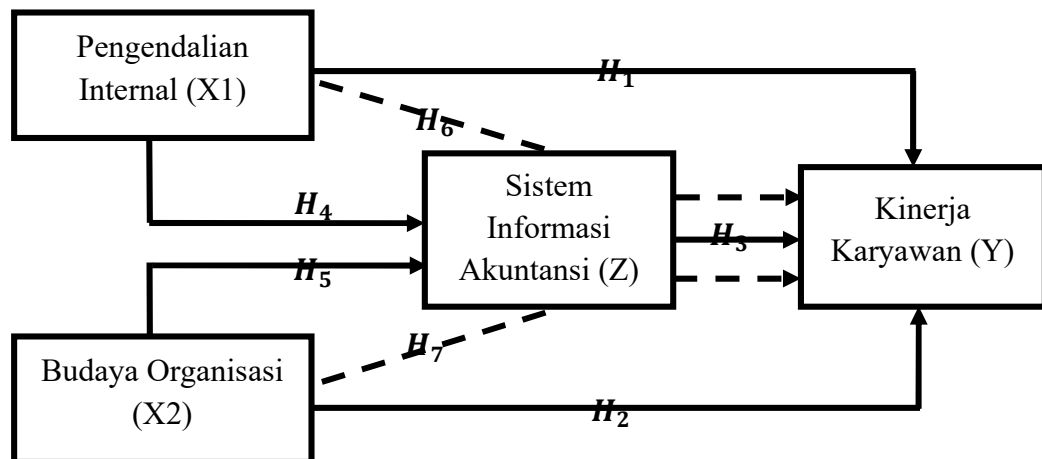 Pengendalian
Internal (X1)
H₁
H₆
Sistem
Informasi
Akuntansi (Z)
H₄
H₃
Kinerja
Karyawan (Y)
H₅
H₇
Budaya Organisasi
(X2)
H₂